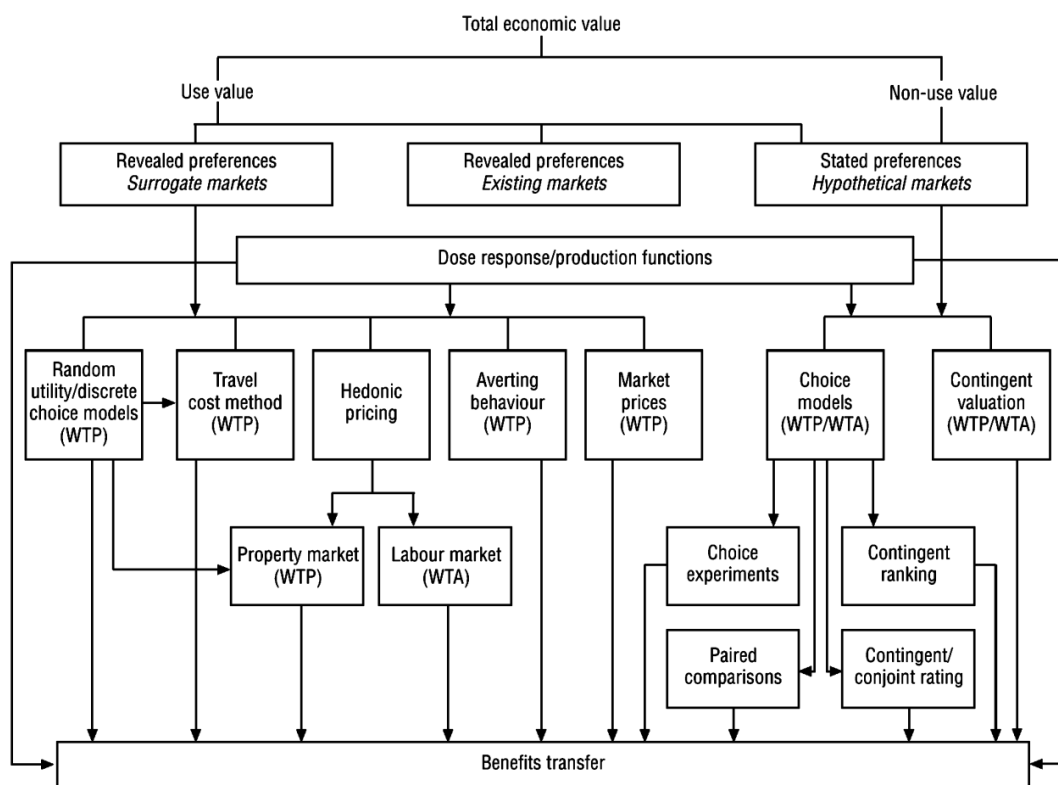 Total economic value
Use value
Non-use value
Revealed preferences
Surrogate markets
Revealed preferences
Existing markets
Stated preferences
Hypothetical markets
Dose response/production functions
Random
utility/discrete
choice models
(WTP)
Travel
cost method
(WTP)
Hedonic
pricing
Averting
behaviour
(WTP)
Market
prices
(WTP)
Choice
models
(WTP/WTA)
Contingent
valuation
(WTP/WTA)
Property market
(WTP)
Labour market
(WTA)
Choice
experiments
Contingent
ranking
Paired
comparisons
Contingent/
conjoint rating
Benefits transfer